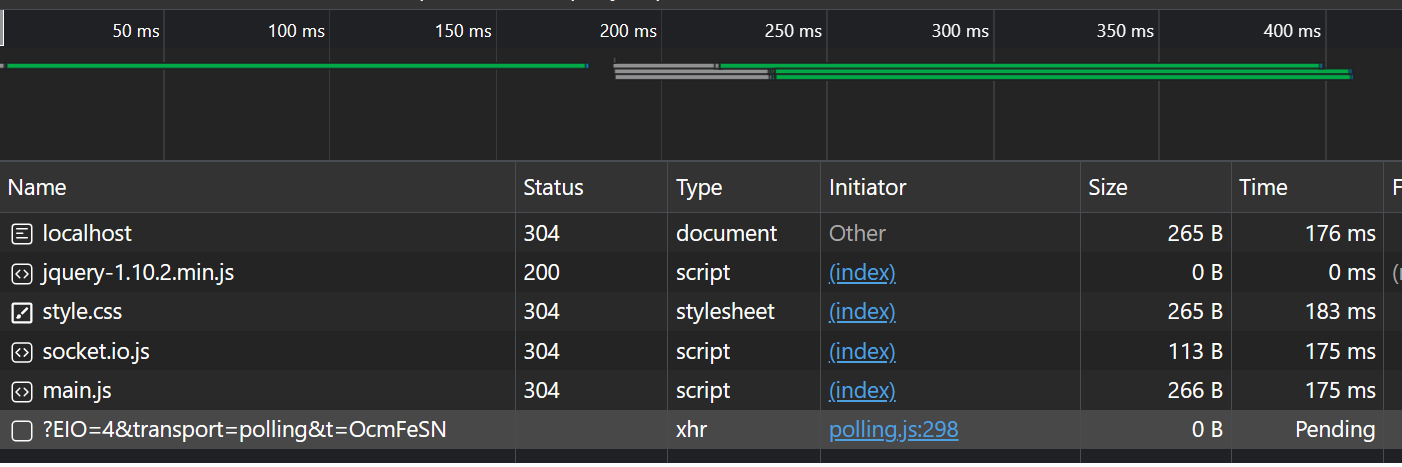 50 ms 100 ms 150 ms 200 ms 250 ms 300 ms 350 ms 400 ms
Name Status Type Initiator Size Time F
localhost 304 document Other 265 B 176 ms
jquery-1.10.2.min.js 200 script (index) 0 B 0 ms (
style.css 304 stylesheet (index) 265 B 183 ms
socket.io.js 304 script (index) 113 B 175 ms
main.js 304 script (index) 266 B 175 ms
?EIO=4&transport=polling&t=OcmFeSN xhr polling.js:298 0 B Pending